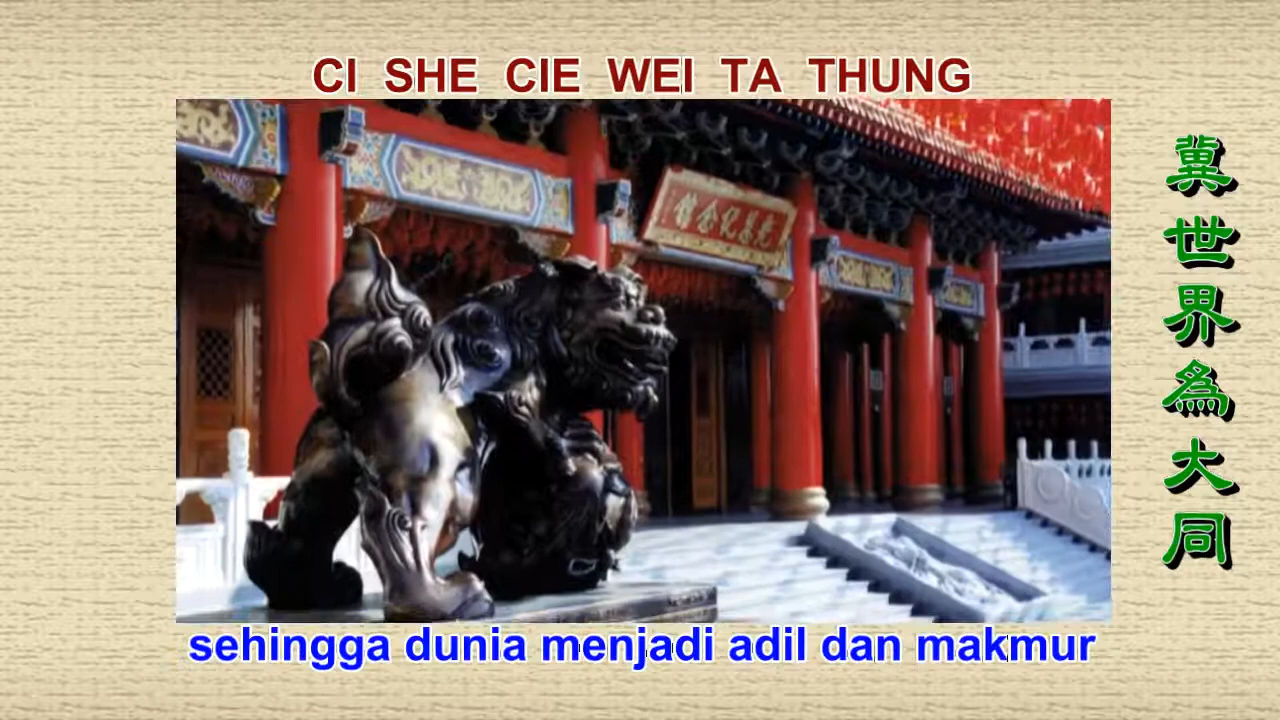 CI SHE CIE WEI TA THUNG
冀世界為大同
sehingga dunia menjadi adil dan makmur